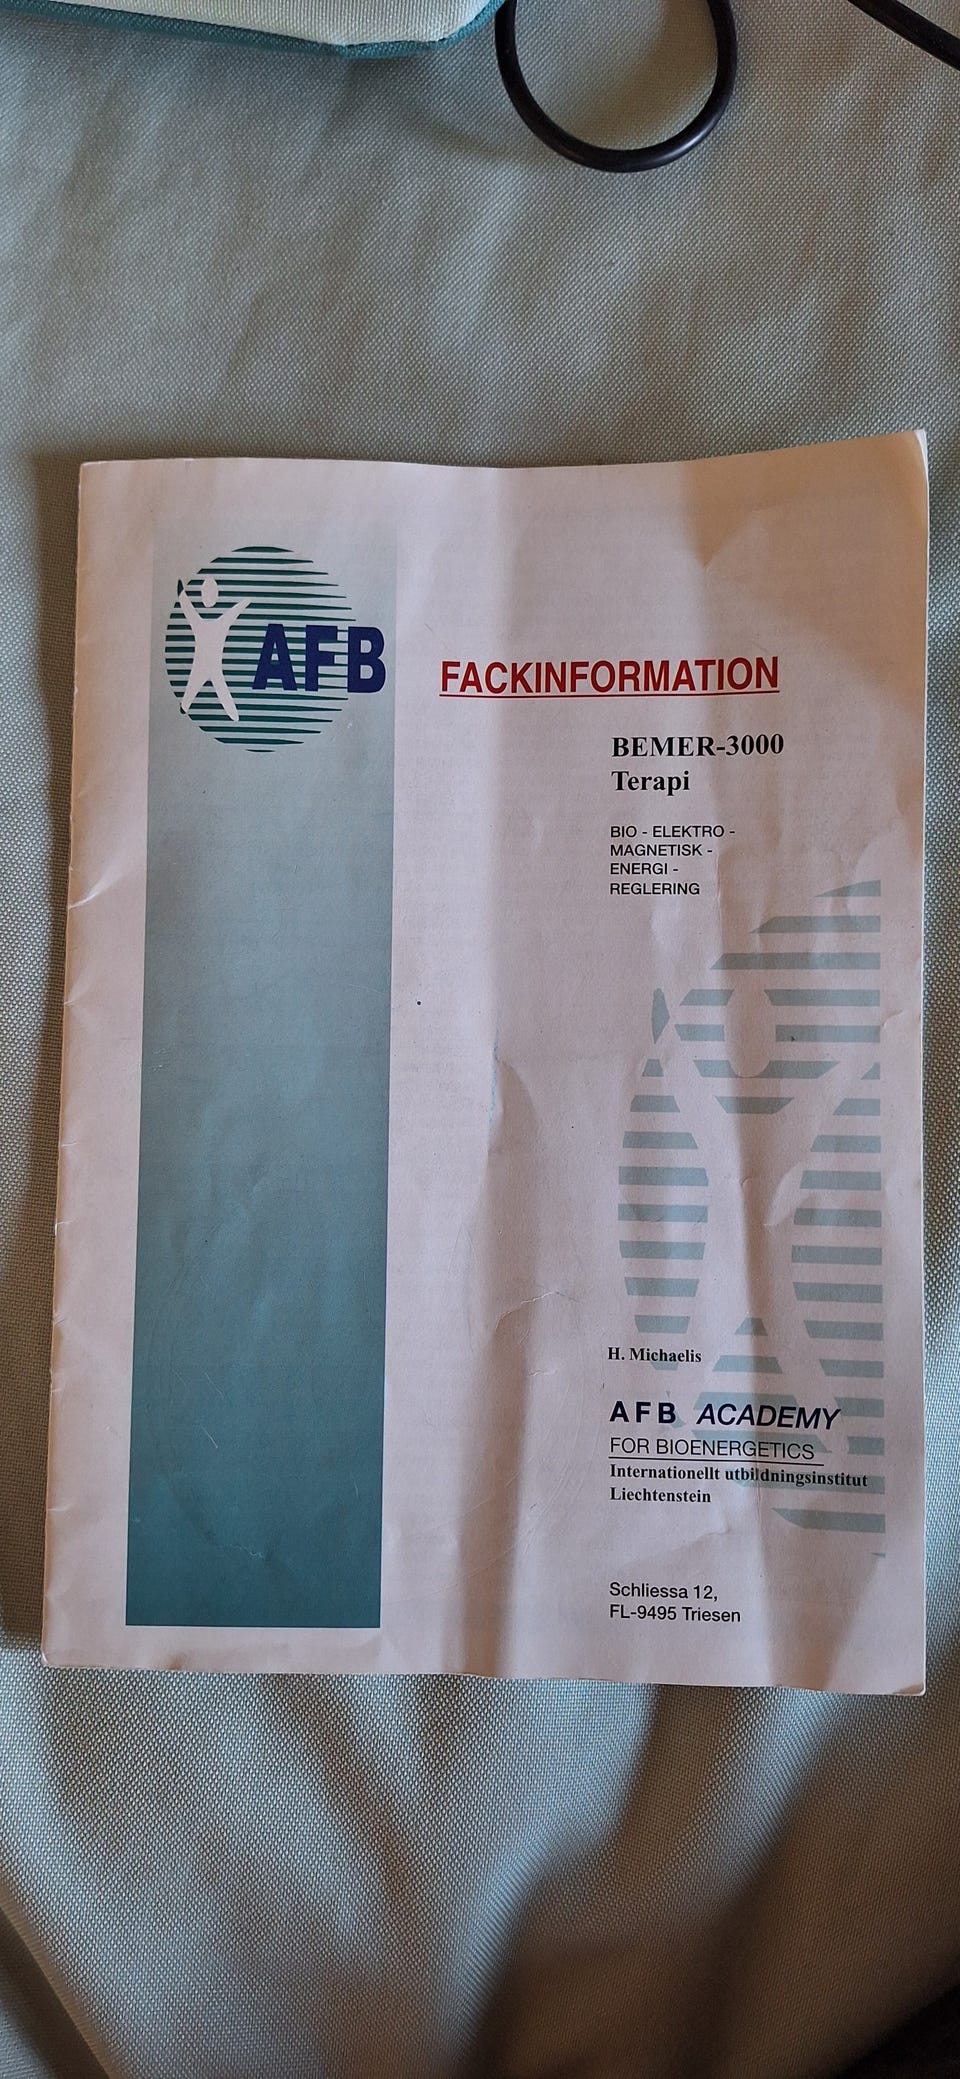 AFB
FACKINFORMATION
BEMER-3000
Terapi
BIO - ELEKTRO -
MAGNETISK -
ENERGI -
REGLERING
H. Michaelis
AFB ACADEMY
FOR BIOENERGETICS
Internationellt utbildningsinstitut
Liechtenstein
Schliessa 12,
FL-9495 Triesen